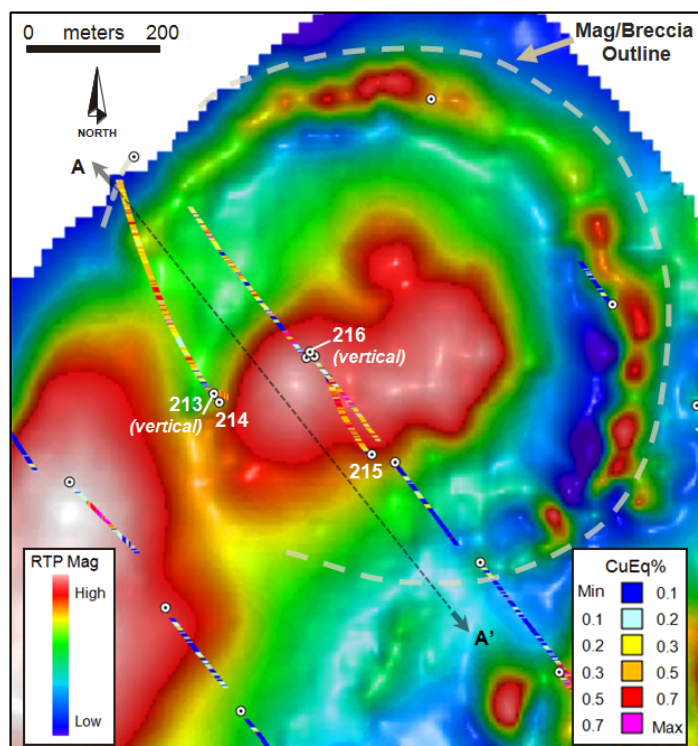 0 meters 200
Mag/Breccia
Outline
NORTH
A
216
(vertical)
213
(vertical)
214
215
A’
RTP Mag
High
Low
CuEq%
Min 0.1
0.1 0.2
0.2 0.3
0.3 0.5
0.5 0.7
0.7 Max